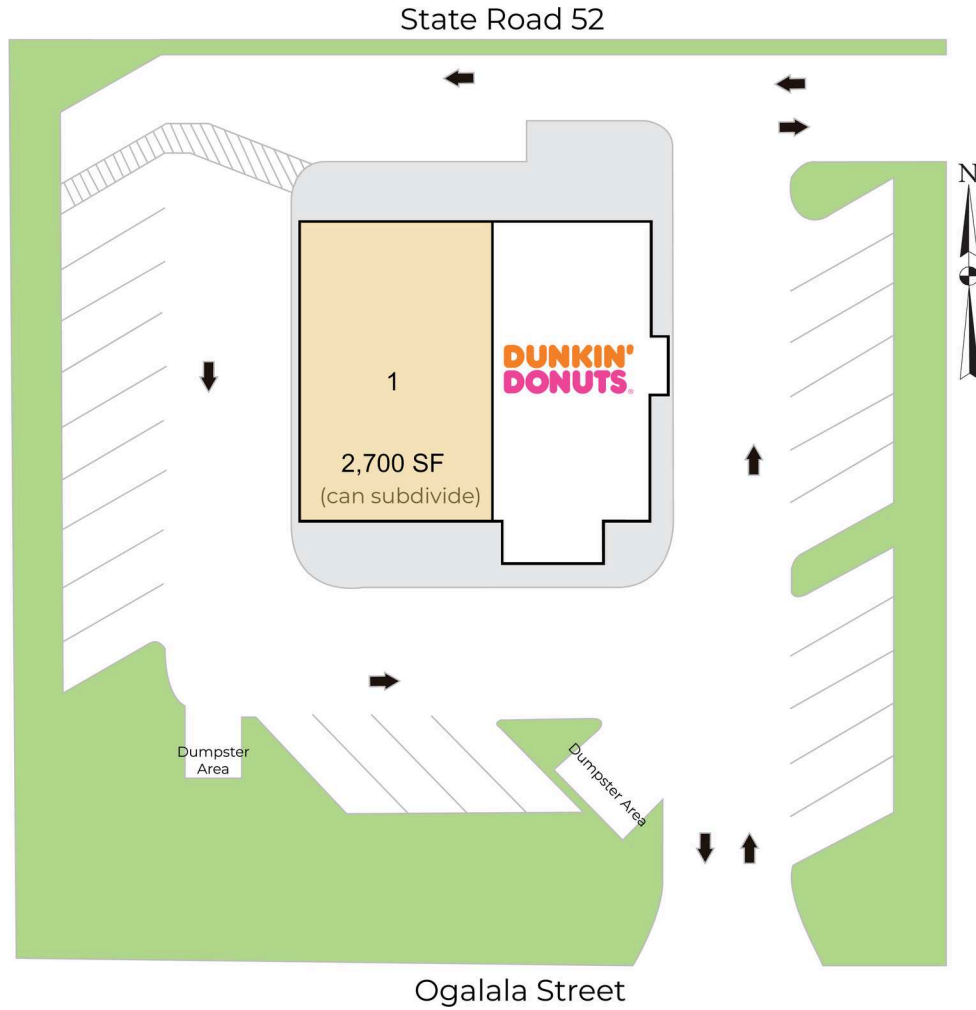 State Road 52
N
DUNKIN'
DONUTS
1
2,700 SF
(can subdivide)
Dumpster
Area
Dumpster Area
Ogalala Street